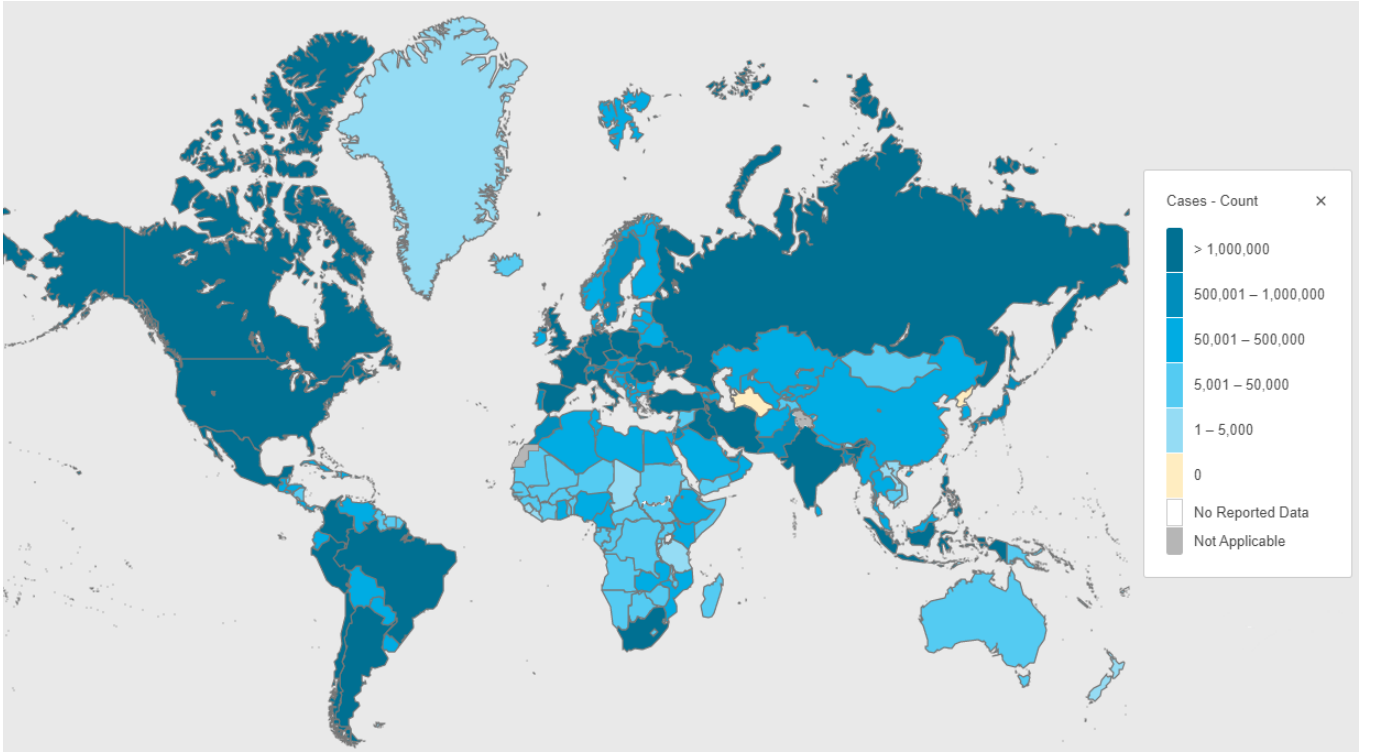 Cases - Count ×
> 1,000,000
500,001 – 1,000,000
50,001 – 500,000
5,001 – 50,000
1 – 5,000
0
No Reported Data
Not Applicable